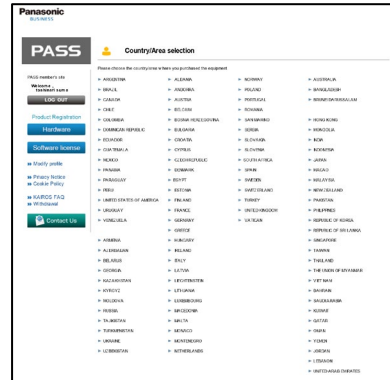 Panasonic
BUSINESS
PASS
Country/Area selection
Please choose the country/area where you purchased the equipment
PASS member's site
Welcome ,
LOG OUT
Product Registration
Hardware
Software license
Modify profile
Privacy Notice
Cookie Policy
KAIROS FAQ
Withdrawal
Contact Us
ARGENTINA
BRAZIL
CANADA
CHILE
COLOMBIA
DOMINICAN REPUBLIC
ECUADOR
GUATEMALA
MEXICO
PANAMA
PARAGUAY
PERU
UNITED STATES OF AMERICA
URUGUAY
VENEZUELA
ARMENIA
AZERBAIJAN
BELARUS
GEORGIA
KAZAKHSTAN
KYRGYZ
MOLDOVA
RUSSIA
TAJIKISTAN
TURKMENISTAN
UKRAINE
UZBEKISTAN
ALBANIA
ANDORRA
AUSTRIA
BELGIUM
BOSNIA HERZEGOVINA
BULGARIA
CROATIA
CYPRUS
CZECH REPUBLIC
DENMARK
EGYPT
ESTONIA
FINLAND
FRANCE
GERMANY
GREECE
HUNGARY
IRELAND
ITALY
LATVIA
LIECHTENSTEIN
LITHUANIA
LUXEMBOURG
MACEDONIA
MALTA
MONACO
MONTENEGRO
NETHERLANDS
NORWAY
POLAND
PORTUGAL
ROMANIA
SAN MARINO
SERBIA
SLOVAKIA
SLOVENIA
SOUTH AFRICA
SPAIN
SWEDEN
SWITZERLAND
TURKEY
UNITED KINGDOM
VATICAN
AUSTRALIA
BANGLADESH
BRUNEI DARUSSALAM
HONG KONG
MONGOLIA
INDIA
INDONESIA
JAPAN
MACAO
MALAYSIA
NEW ZEALAND
PAKISTAN
PHILIPPINES
REPUBLIC OF KOREA
REPUBLIC OF SRI LANKA
SINGAPORE
TAIWAN
THAILAND
THE UNION OF MYANMAR
VIET NAM
BAHRAIN
SAUDI ARABIA
KUWAIT
QATAR
OMAN
YEMEN
JORDAN
LEBANON
UNITED ARAB EMIRATES